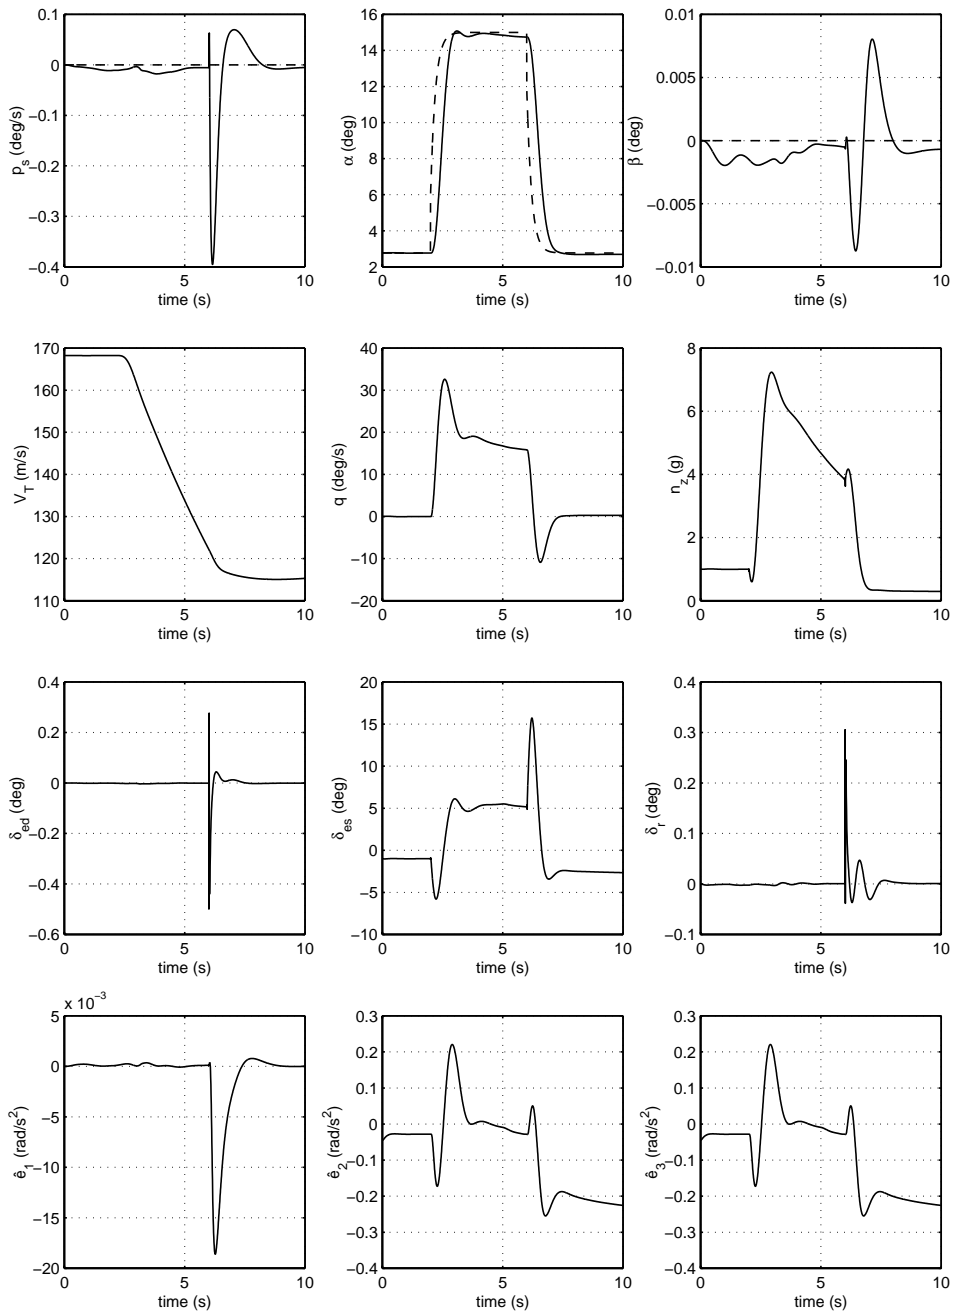 0.1
0
−0.1
−0.2
−0.3
−0.4
p_s (deg/s)
0 5 10
time (s)
16
14
12
10
8
6
4
2
α (deg)
0 5 10
time (s)
0.01
0.005
0
−0.005
−0.01
β (deg)
0 5 10
time (s)
170
160
150
140
130
120
110
V_T (m/s)
0 5 10
time (s)
40
30
20
10
0
−10
−20
q (deg/s)
0 5 10
time (s)
8
6
4
2
0
n_z (g)
0 5 10
time (s)
0.4
0.2
0
−0.2
−0.4
−0.6
δ_ed (deg)
0 5 10
time (s)
20
15
10
5
0
−5
−10
δ_es (deg)
0 5 10
time (s)
0.4
0.3
0.2
0.1
0
−0.1
δ_r (deg)
0 5 10
time (s)
x 10^−3
5
0
−5
−10
−15
−20
ê_1 (rad/s²)
0 5 10
time (s)
0.3
0.2
0.1
0
−0.1
−0.2
−0.3
−0.4
ê_2 (rad/s²)
0 5 10
time (s)
0.3
0.2
0.1
0
−0.1
−0.2
−0.3
−0.4
ê_3 (rad/s²)
0 5 10
time (s)